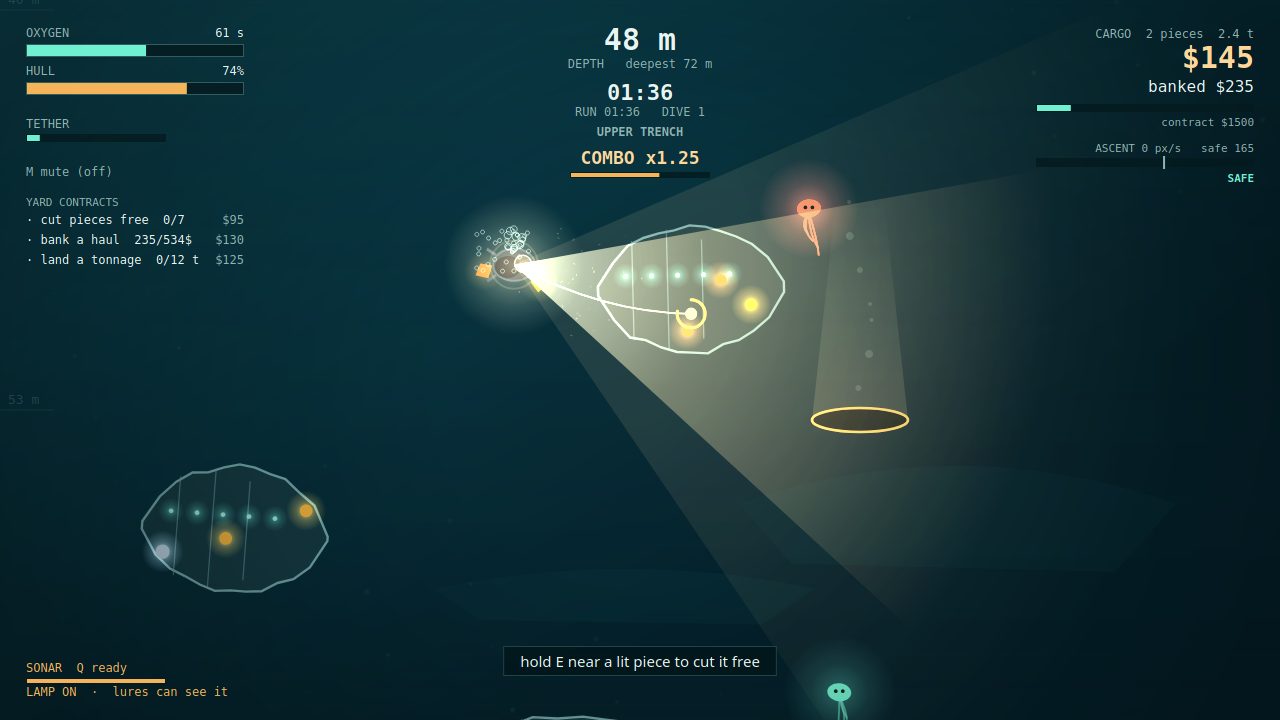 OXYGEN 61 s
HULL 74%
TETHER
M mute (off)
YARD CONTRACTS
· cut pieces free 0/7 $95
· bank a haul 235/534$ $130
· land a tonnage 0/12 t $125
48 m
DEPTH deepest 72 m
01:36
RUN 01:36 DIVE 1
UPPER TRENCH
COMBO x1.25
CARGO 2 pieces 2.4 t
$145
banked $235
contract $1500
ASCENT 0 px/s safe 165
SAFE
53 m
hold E near a lit piece to cut it free
SONAR Q ready
LAMP ON · lures can see it